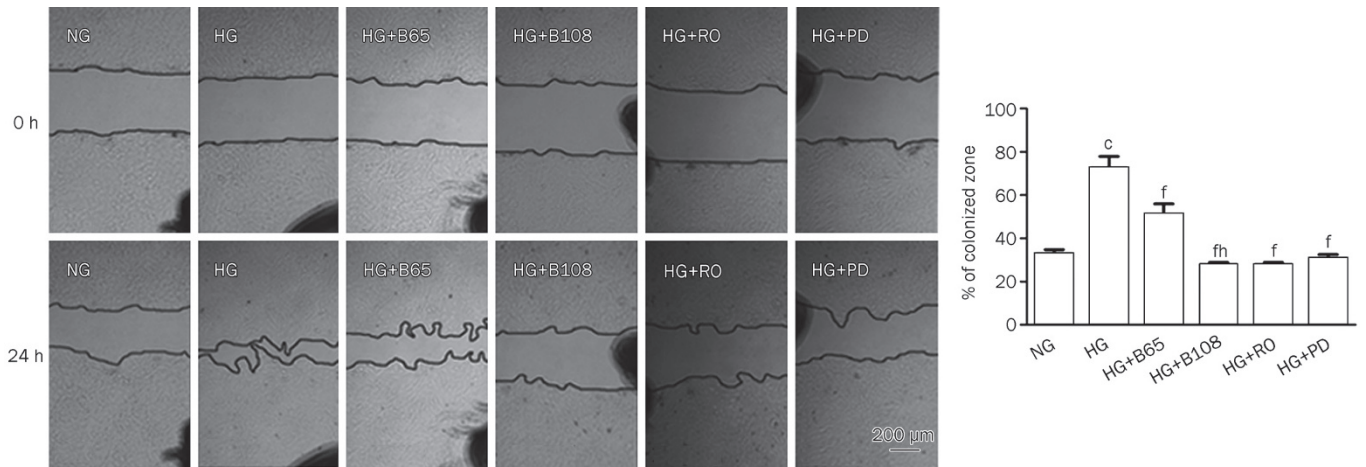 NG HG HG+B65 HG+B108 HG+RO HG+PD
0 h
NG HG HG+B65 HG+B108 HG+RO HG+PD
24 h
200 µm
% of colonized zone
100
80
60
40
20
0
c
f
fh
f
f
NG
HG
HG+B65
HG+B108
HG+RO
HG+PD